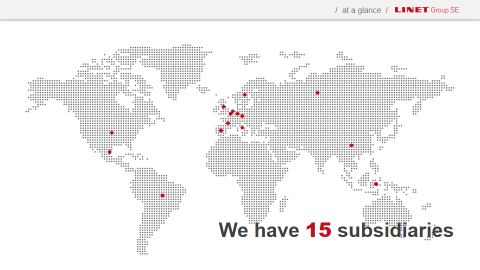 / at a glance / LINET Group SE
We have 15 subsidiaries